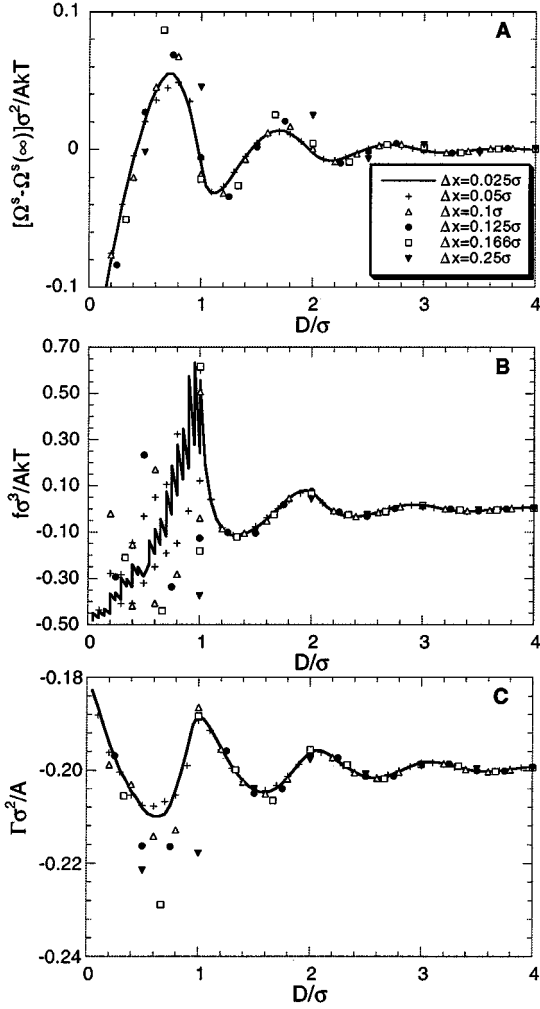 A
[Ωˢ-Ωˢ(∞)]σ²/AkT
0.1
0
-0.1
Δx=0.025σ
Δx=0.05σ
Δx=0.1σ
Δx=0.125σ
Δx=0.166σ
Δx=0.25σ
0 1 2 3 4
D/σ
B
fσ³/AkT
0.70
0.50
0.30
0.10
-0.10
-0.30
-0.50
0 1 2 3 4
D/σ
C
Γσ²/A
-0.18
-0.20
-0.22
-0.24
0 1 2 3 4
D/σ